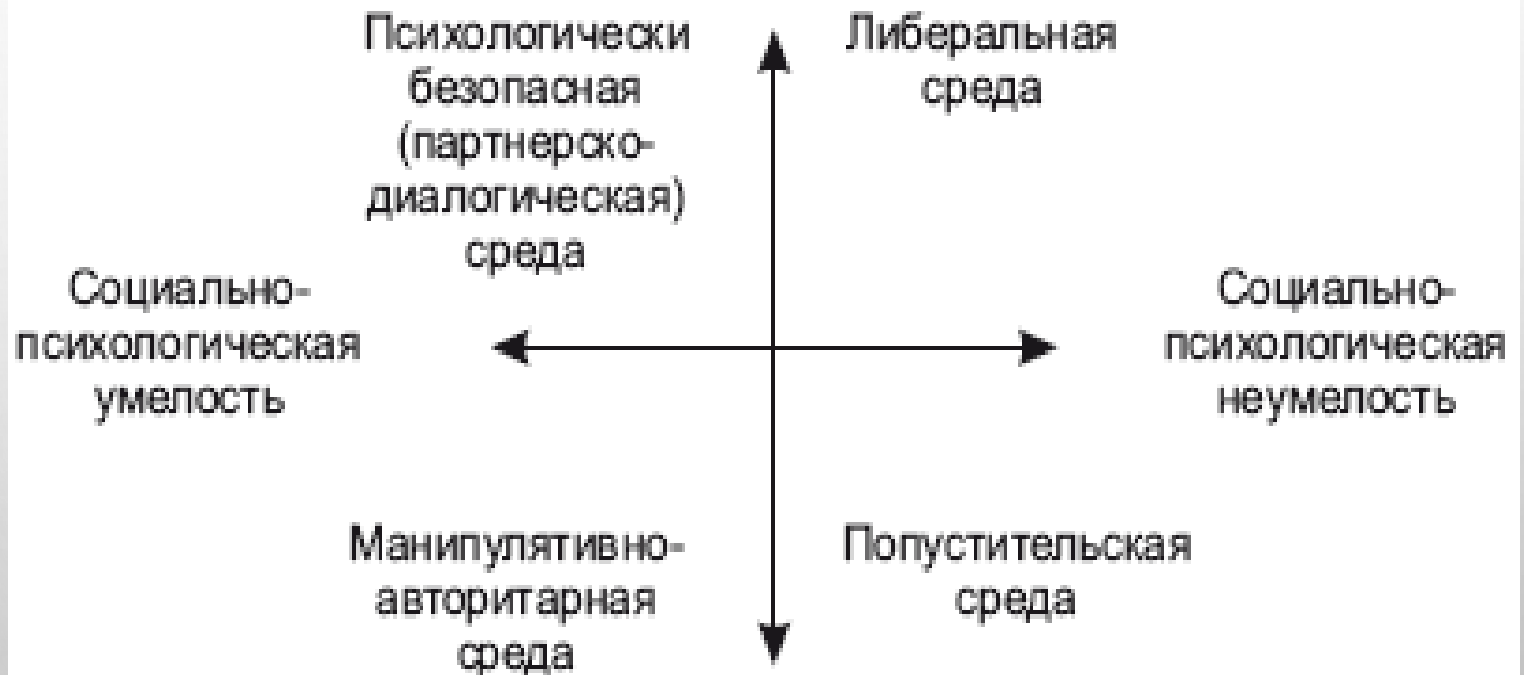 Психологически
безопасная
(партнерско-
диалогическая)
среда
Либеральная
среда
Социально-
психологическая
умелость
Социально-
психологическая
неумелость
Манипулятивно-
авторитарная
среда
Попустительская
среда